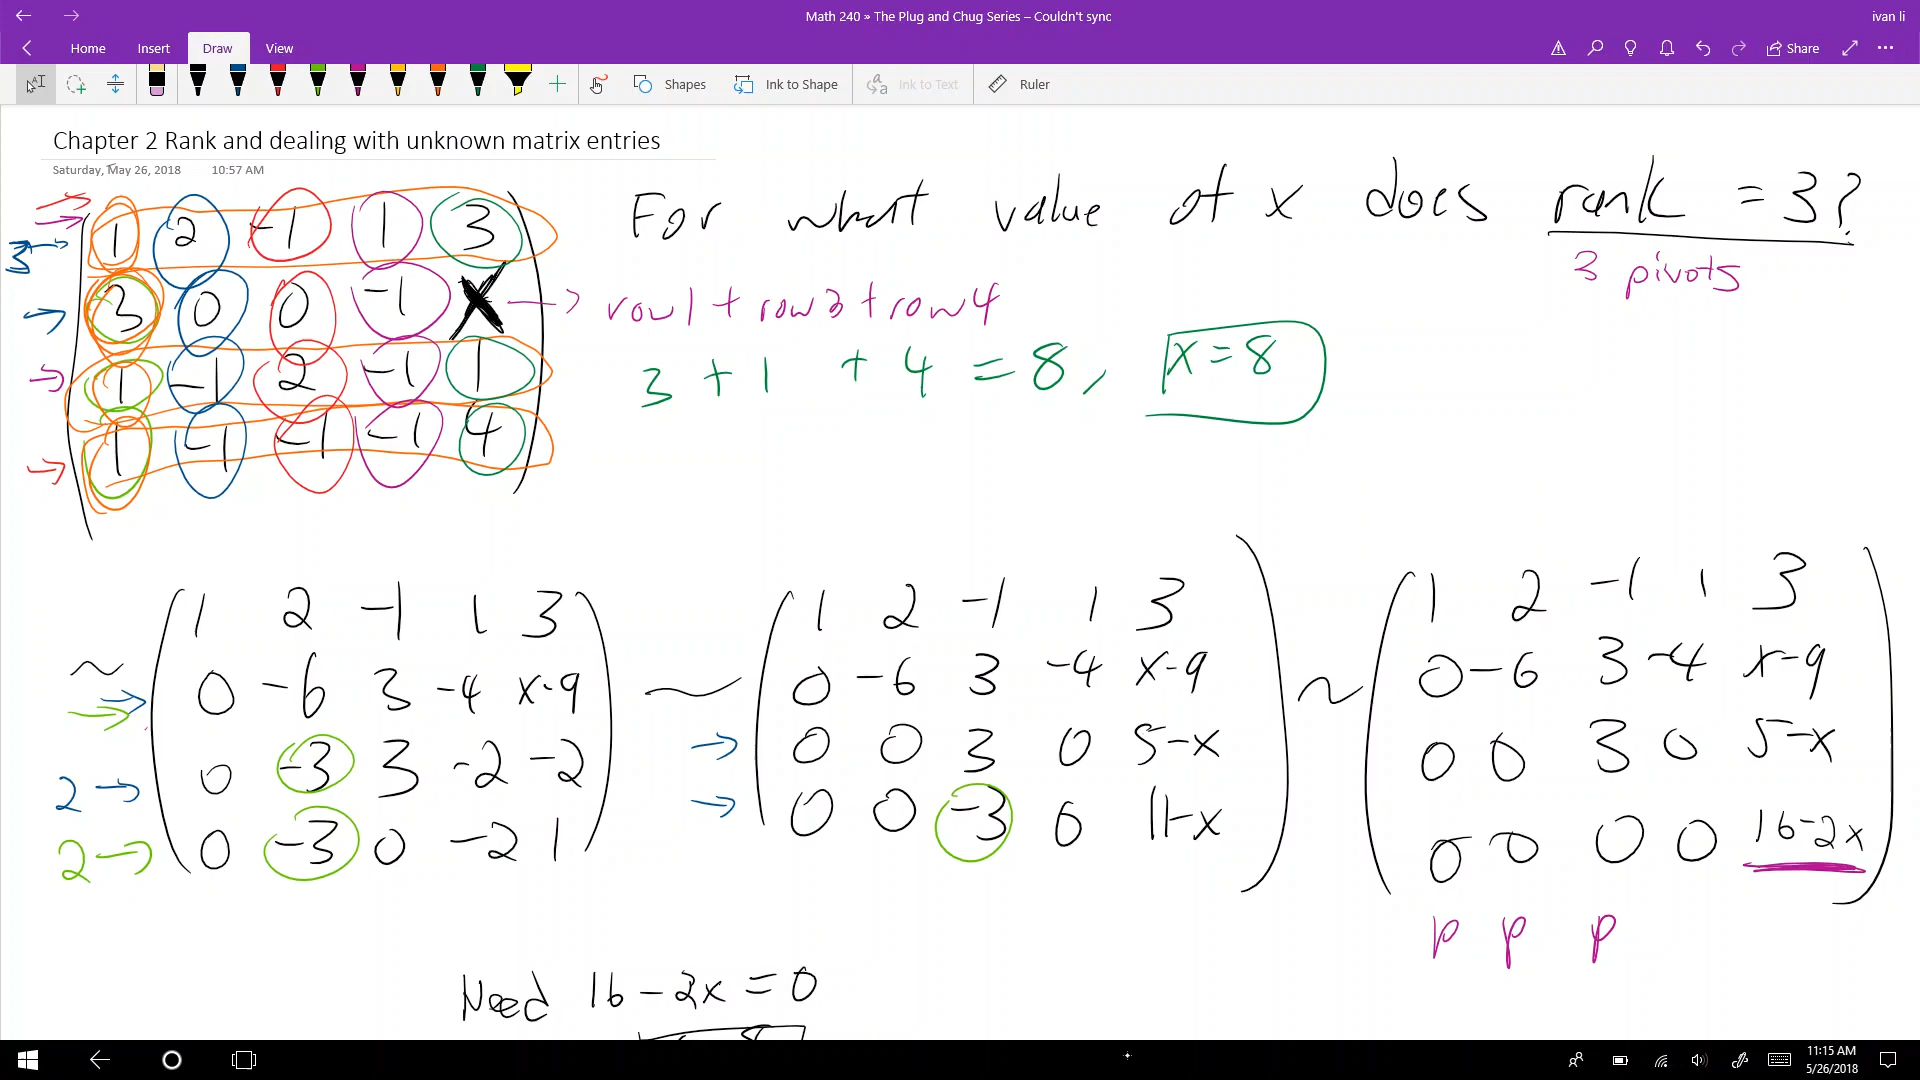 Math 240 » The Plug and Chug Series – Couldn't sync
ivan li
Home Insert Draw View
Share
Shapes Ink to Shape Ink to Text Ruler
Chapter 2 Rank and dealing with unknown matrix entries
Saturday, May 26, 2018 10:57 AM
For what value of x does rank = 3?
3 pivots
3 → 1 2 -1 1 3
→ 3 0 0 -1 X → row1 + row3 + row4
→ 1 -1 2 -1 1
3 + 1 + 4 = 8, x = 8
→ 1 -1 -1 -1 4
~ 1 2 -1 1 3
0 -6 3 -4 x-9
2 → 0 -3 3 -2 -2
2 → 0 -3 0 -2 1
~ 1 2 -1 1 3
0 -6 3 -4 x-9
→ 0 0 3 0 5-x
→ 0 0 -3 0 11-x
~ 1 2 -1 1 3
0 -6 3 -4 x-9
0 0 3 0 5-x
0 0 0 0 16-2x
p p p
Need 16-2x = 0
11:15 AM
5/26/2018